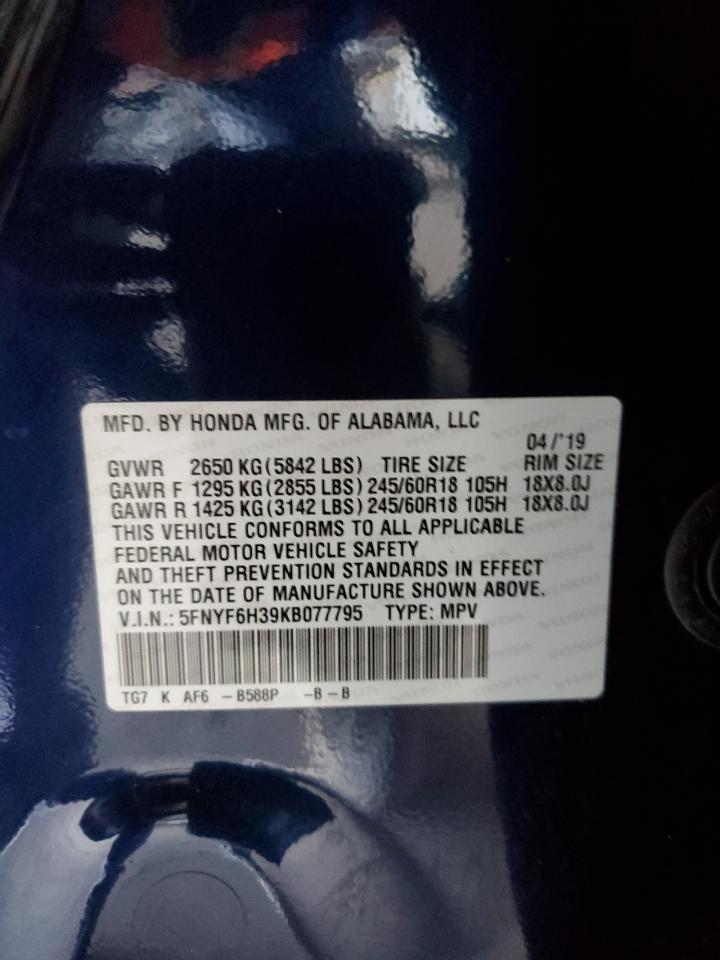 MFD. BY HONDA MFG. OF ALABAMA, LLC
04/'19
GVWR 2650 KG(5842 LBS) TIRE SIZE RIM SIZE
GAWR F 1295 KG(2855 LBS)245/60R18 105H 18X8.0J
GAWR R 1425 KG(3142 LBS)245/60R18 105H 18X8.0J
THIS VEHICLE CONFORMS TO ALL APPLICABLE
FEDERAL MOTOR VEHICLE SAFETY
AND THEFT PREVENTION STANDARDS IN EFFECT
ON THE DATE OF MANUFACTURE SHOWN ABOVE.
V.I.N.: 5FNYF6H39KB077795 TYPE: MPV
TG7 K AF6 -B588P -B-B